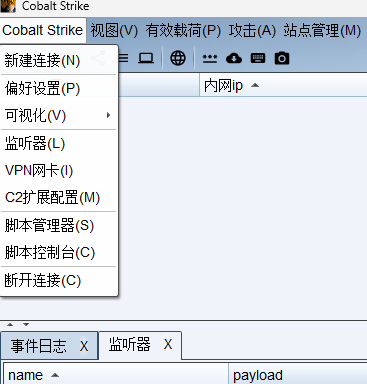 Cobalt Strike
Cobalt Strike 视图(V) 有效载荷(P) 攻击(A) 站点管理(M)
新建连接(N)
偏好设置(P)
可视化(V)
监听器(L)
VPN网卡(I)
C2扩展配置(M)
脚本管理器(S)
脚本控制台(C)
断开连接(C)
内网ip
事件日志 X 监听器 X
name payload